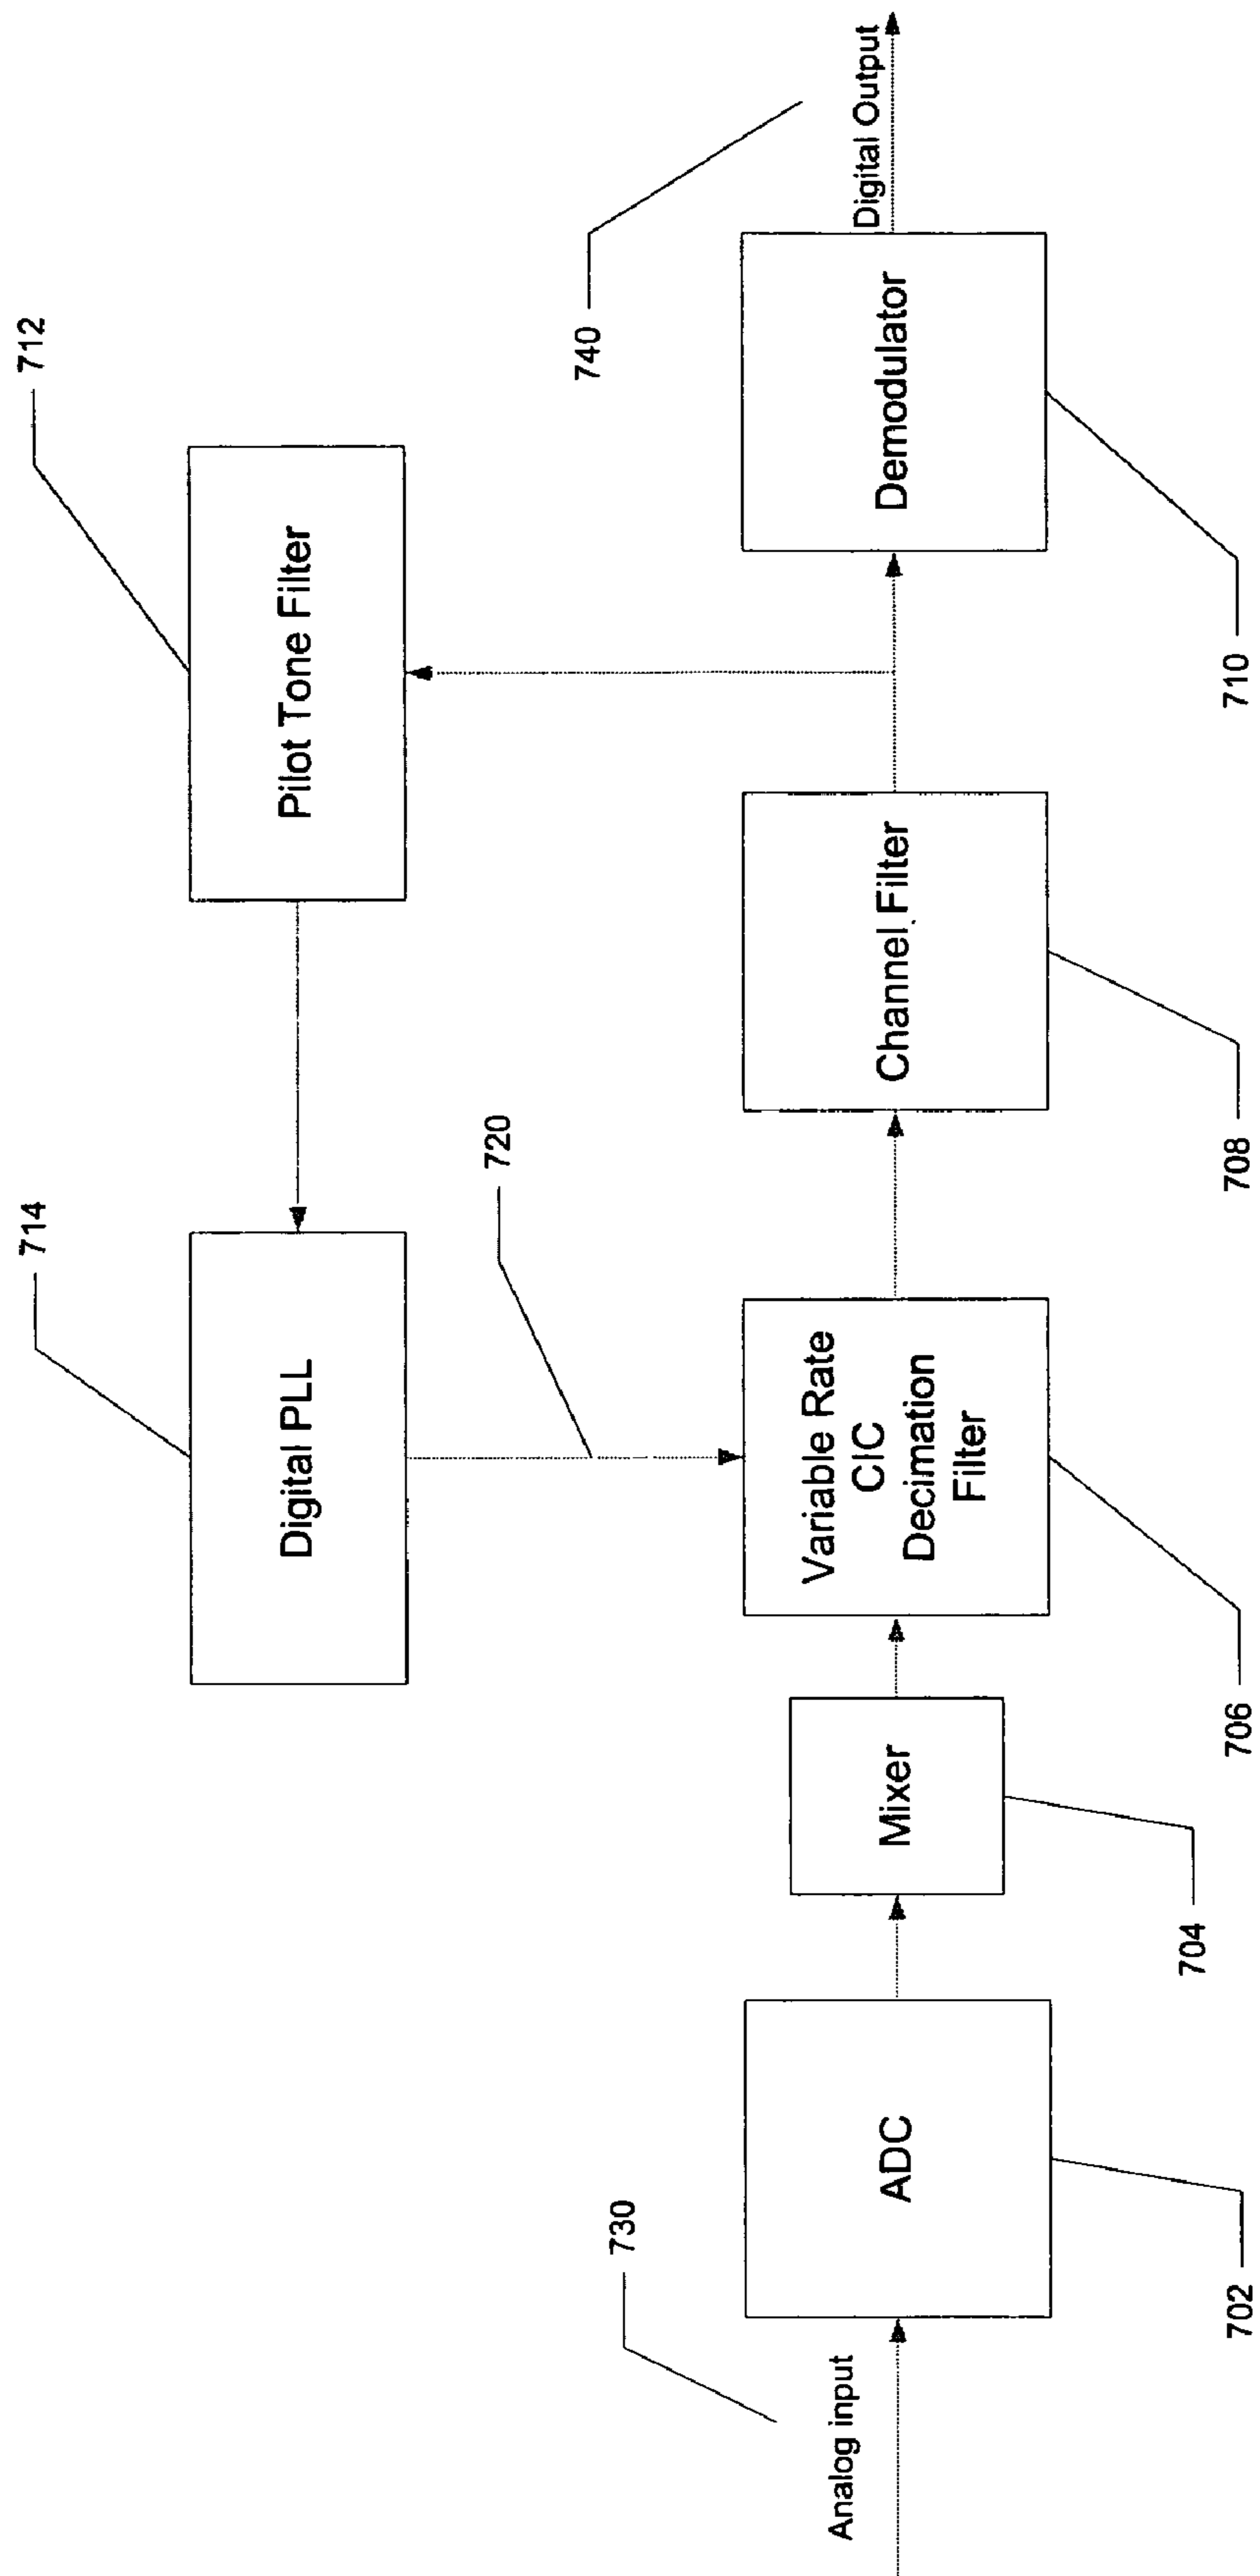 714
712
Digital PLL
Pilot Tone Filter
720
730
740
Analog input
ADC
Mixer
Variable Rate
CIC
Decimation
Filter
Channel Filter
Demodulator
Digital Output
702
704
706
708
710